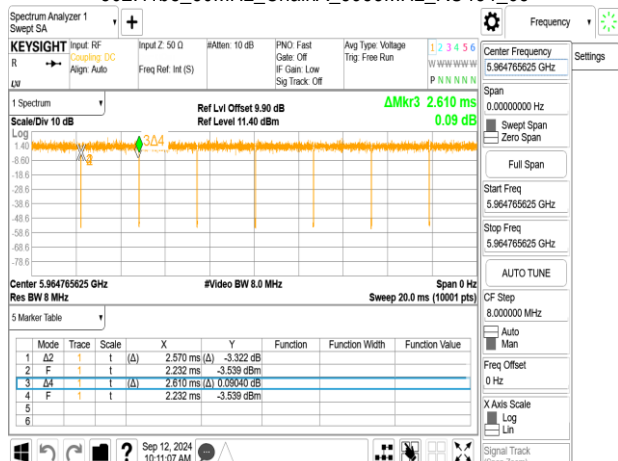 Spectrum Analyzer 1
Swept SA
+
Frequency
KEYSIGHT
R
LXI
Input: RF
Coupling: DC
Align: Auto
Input Z: 50 Ω
Freq Ref: Int (S)
#Atten: 10 dB
PNO: Fast
Gate: Off
IF Gain: Low
Sig Track: Off
Avg Type: Voltage
Trig: Free Run
1 2 3 4 5 6
W W W W W W
P N N N N N
Center Frequency
5.964765625 GHz
Settings
Span
0.00000000 Hz
Swept Span
Zero Span
Full Span
Start Freq
5.964765625 GHz
Stop Freq
5.964765625 GHz
AUTO TUNE
CF Step
8.000000 MHz
Auto
Man
Freq Offset
0 Hz
X Axis Scale
Log
Lin
Signal Track
1 Spectrum
Scale/Div 10 dB
Ref Lvl Offset 9.90 dB
Ref Level 11.40 dBm
ΔMkr3 2.610 ms
0.09 dB
Log
1.40
-8.60
-18.6
-28.6
-38.6
-48.6
-58.6
-68.6
-78.6
3Δ4
Center 5.964765625 GHz
Res BW 8 MHz
#Video BW 8.0 MHz
Span 0 Hz
Sweep 20.0 ms (10001 pts)
5 Marker Table
Mode Trace Scale X Y Function Function Width Function Value
1 Δ2 1 t (Δ) 2.570 ms (Δ) -3.322 dB
2 F 1 t 2.232 ms -3.539 dBm
3 Δ4 1 t (Δ) 2.610 ms (Δ) 0.09040 dB
4 F 1 t 2.232 ms -3.539 dBm
5
6
?
Sep 12, 2024
10:11:07 AM